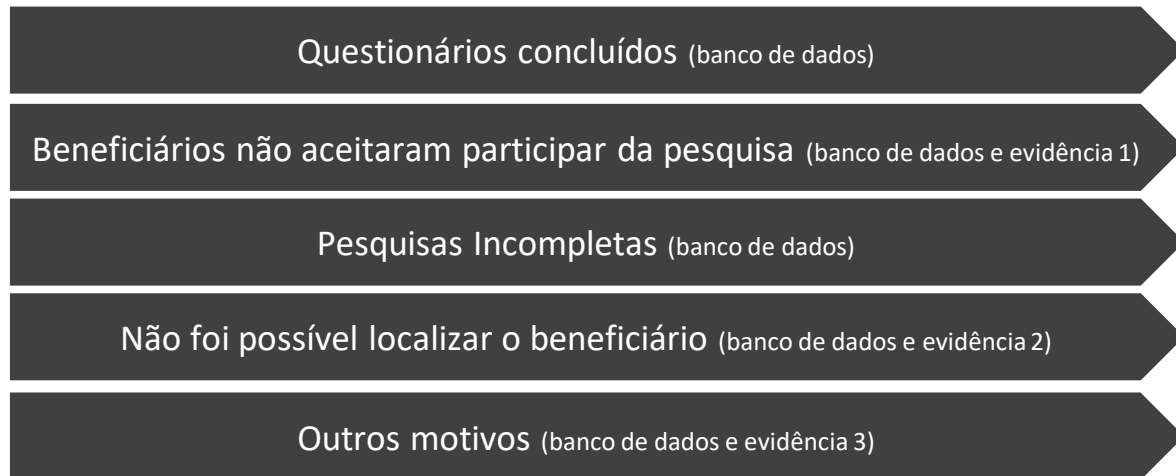 Questionários concluídos (banco de dados)
Beneficiários não aceitaram participar da pesquisa (banco de dados e evidência 1)
Pesquisas Incompletas (banco de dados)
Não foi possível localizar o beneficiário (banco de dados e evidência 2)
Outros motivos (banco de dados e evidência 3)